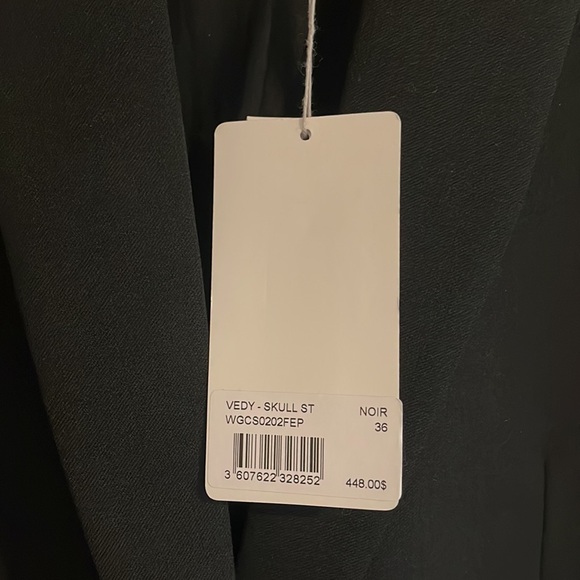 VEDY - SKULL ST NOIR
WGCS0202FEP 36
3 607622 328252 448.00$